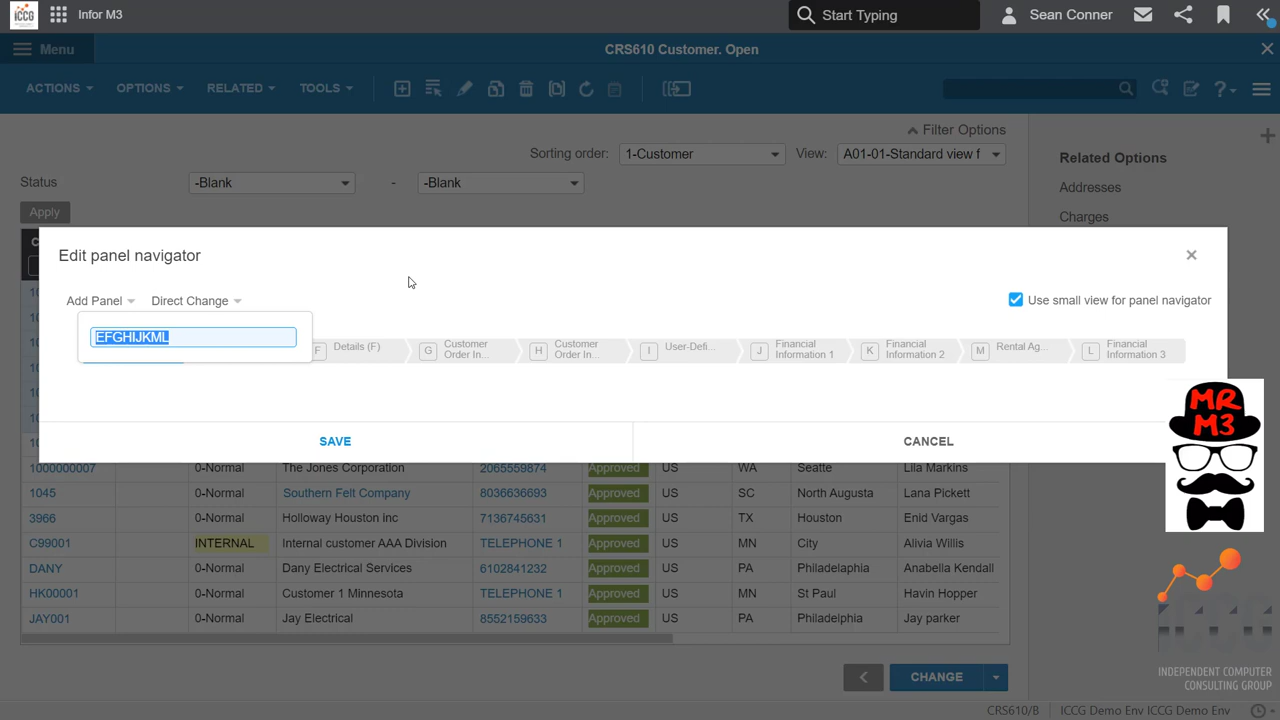 ICCG
Infor M3
Start Typing
Sean Conner
Menu
CRS610 Customer. Open
ACTIONS
OPTIONS
RELATED
TOOLS
Filter Options
Sorting order:
1-Customer
View:
A01-01-Standard view f
Status
-Blank
-
-Blank
Apply
Related Options
Addresses
Charges
Edit panel navigator
Add Panel
Direct Change
Use small view for panel navigator
EFGHIJKML
F Details (F)
G Customer Order In...
H Customer Order In...
I User-Defi...
J Financial Information 1
K Financial Information 2
M Rental Ag...
L Financial Information 3
SAVE
CANCEL
MR
M3
1000000007 0-Normal The Jones Corporation 2065559874 Approved US WA Seatte Lila Markins
1045 0-Normal Southern Felt Company 8036636693 Approved US SC North Augusta Lana Pickett
3966 0-Normal Holloway Houston inc 7136745631 Approved US TX Houston Enid Vargas
C99001 INTERNAL Internal customer AAA Division TELEPHONE 1 Approved US MN City Alivia Willis
DANY 0-Normal Dany Electrical Services 6102841232 Approved US PA Philadelaphia Anabella Kendall
HK00001 0-Normal Customer 1 Minnesota TELEPHONE 1 Approved US MN St Paul Havin Hopper
JAY001 0-Normal Jay Electrical 8552159633 Approved US PA Philadelphia Jay parker
ICCG
INDEPENDENT COMPUTER
CONSULTING GROUP
CHANGE
CRS610/B
ICCG Demo Env ICCG Demo Env